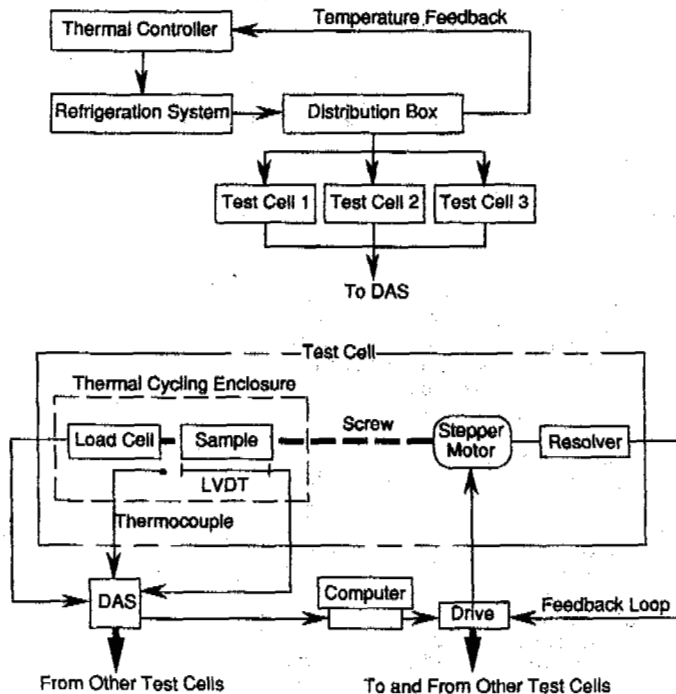 Temperature Feedback
Thermal Controller
Refrigeration System
Distribution Box
Test Cell 1
Test Cell 2
Test Cell 3
To DAS
Test Cell
Thermal Cycling Enclosure
Load Cell
Sample
Screw
Stepper
Motor
Resolver
LVDT
Thermocouple
DAS
Computer
Drive
Feedback Loop
From Other Test Cells
To and From Other Test Cells